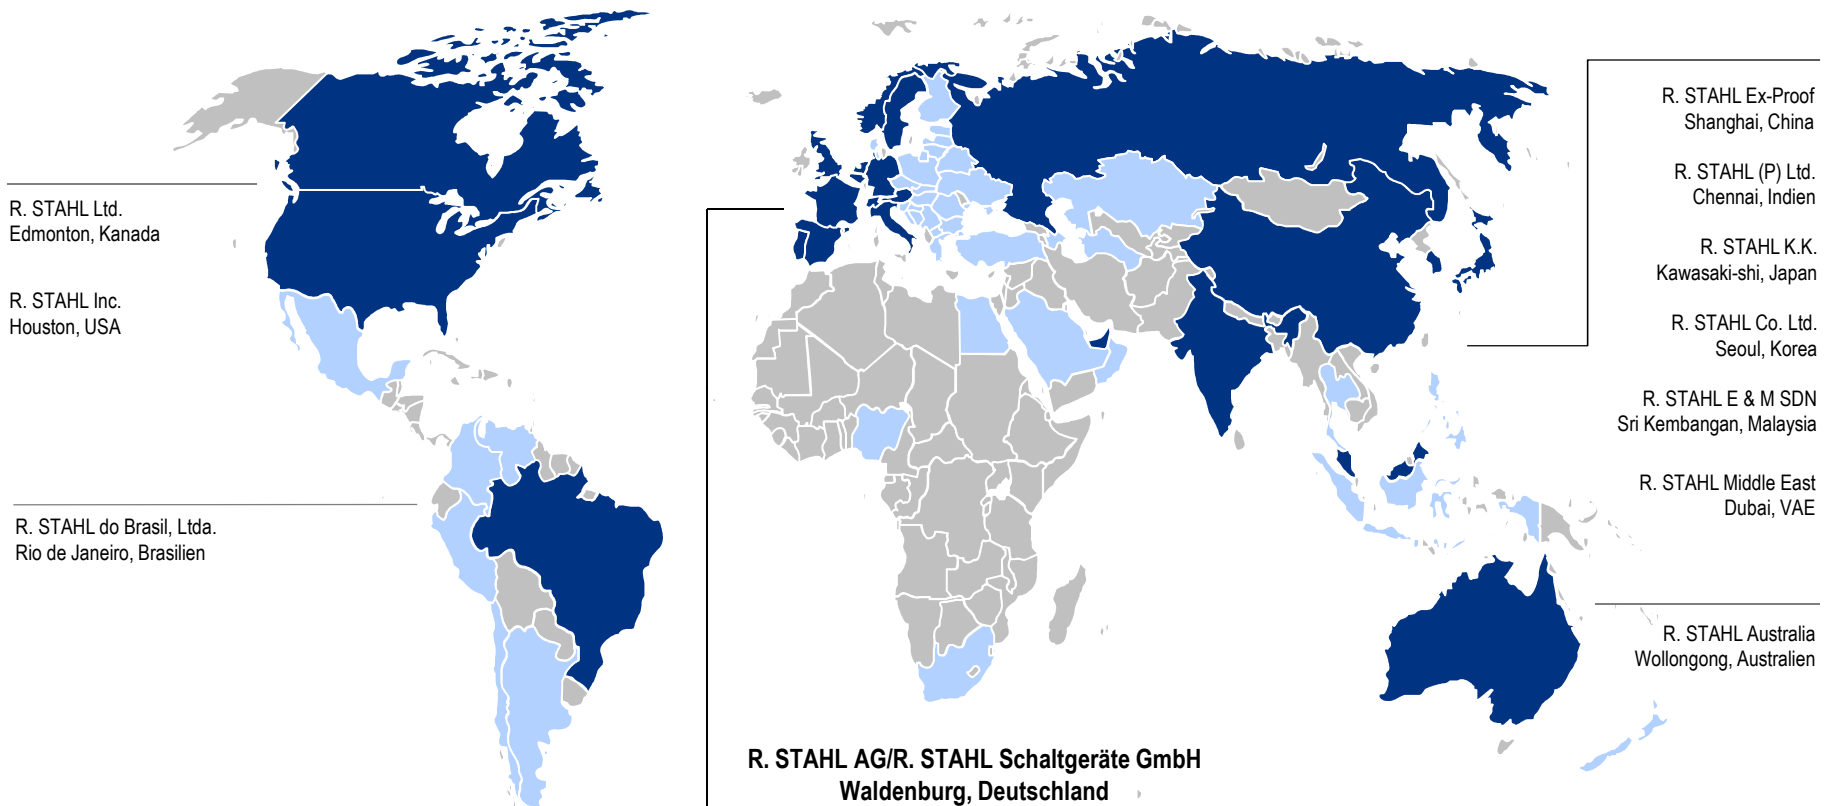 R. STAHL Ltd.
Edmonton, Kanada
R. STAHL Inc.
Houston, USA
R. STAHL do Brasil, Ltda.
Rio de Janeiro, Brasilien
R. STAHL AG/R. STAHL Schaltgeräte GmbH
Waldenburg, Deutschland
R. STAHL Ex-Proof
Shanghai, China
R. STAHL (P) Ltd.
Chennai, Indien
R. STAHL K.K.
Kawasaki-shi, Japan
R. STAHL Co. Ltd.
Seoul, Korea
R. STAHL E & M SDN
Sri Kembangan, Malaysia
R. STAHL Middle East
Dubai, VAE
R. STAHL Australia
Wollongong, Australien